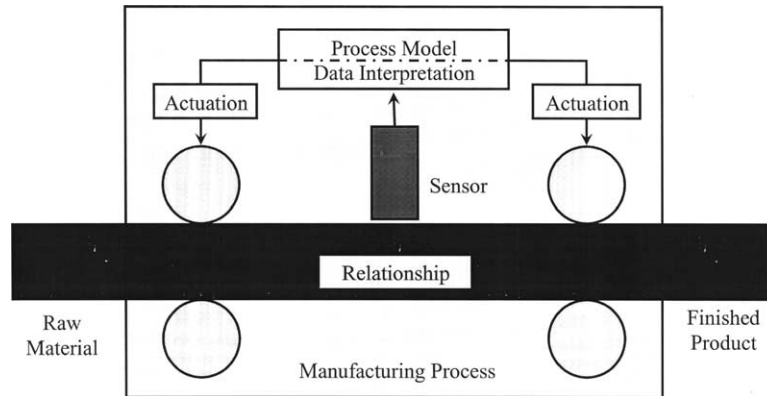 Process Model
Data Interpretation
Actuation
Actuation
Sensor
Relationship
Raw
Material
Finished
Product
Manufacturing Process